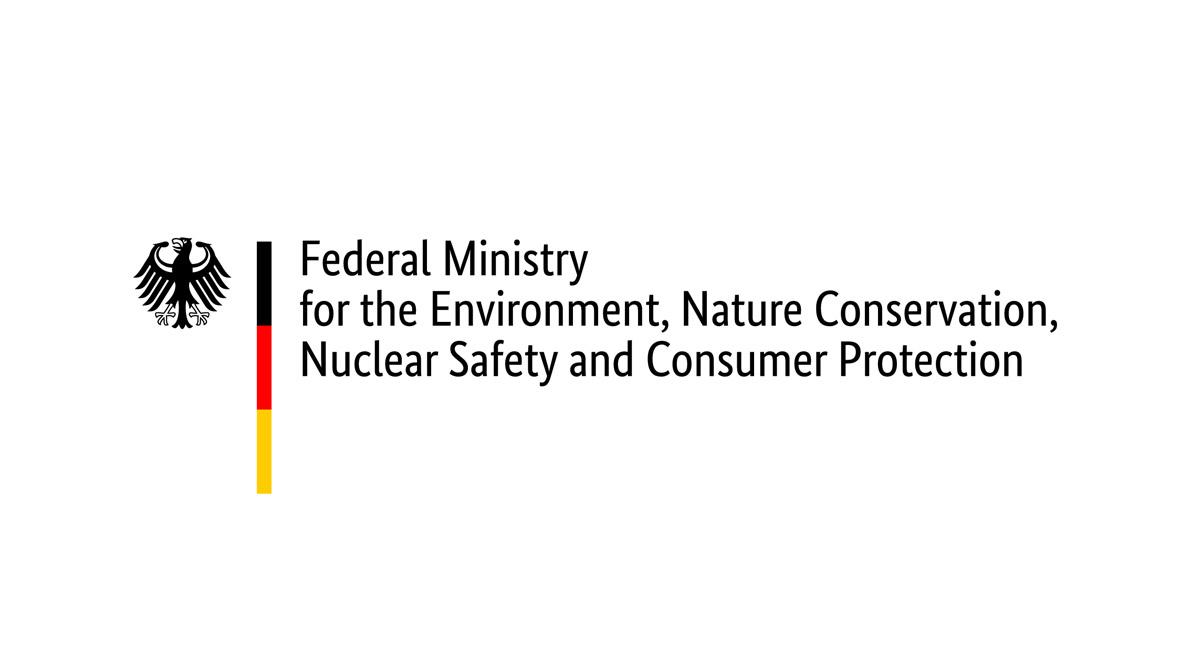 Federal Ministry
for the Environment, Nature Conservation,
Nuclear Safety and Consumer Protection